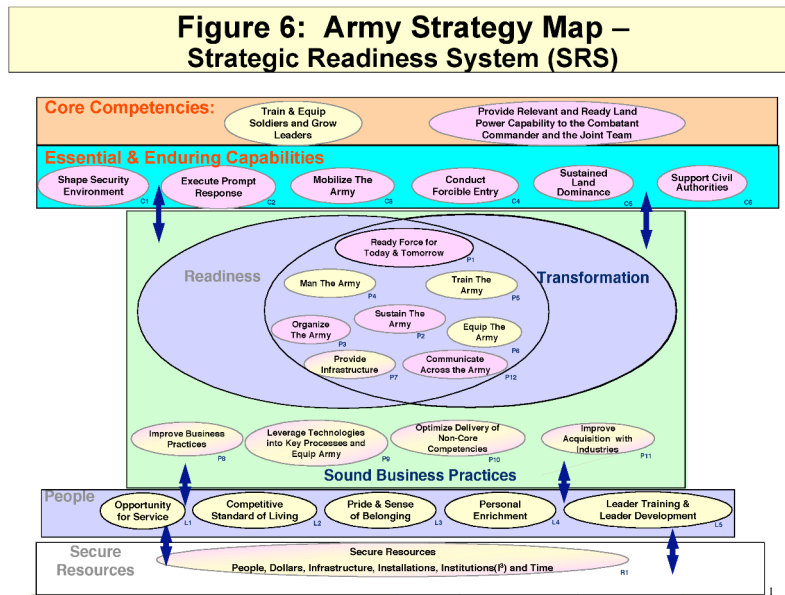 Figure 6: Army Strategy Map –
Strategic Readiness System (SRS)
Core Competencies:
Train & Equip
Soldiers and Grow
Leaders
Provide Relevant and Ready Land
Power Capability to the Combatant
Commander and the Joint Team
Essential & Enduring Capabilities
Shape Security
Environment
C1
Execute Prompt
Response
C2
Mobilize The
Army
C3
Conduct
Forcible Entry
C4
Sustained
Land
Dominance
C5
Support Civil
Authorities
C6
Readiness
Transformation
Ready Force for
Today & Tomorrow
P1
Man The Army
P4
Train The
Army
P5
Organize
The Army
P3
Sustain The
Army
P2
Equip The
Army
P6
Provide
Infrastructure
P7
Communicate
Across the Army
P12
Improve Business
Practices
P8
Leverage Technologies
into Key Processes and
Equip Army
P9
Optimize Delivery of
Non-Core
Competencies
P10
Improve
Acquisition with
Industries
P11
Sound Business Practices
People
Opportunity
for Service
L1
Competitive
Standard of Living
L2
Pride & Sense
of Belonging
L3
Personal
Enrichment
L4
Leader Training &
Leader Development
L5
Secure
Resources
Secure Resources
People, Dollars, Infrastructure, Installations, Institutions(I³) and Time
R1